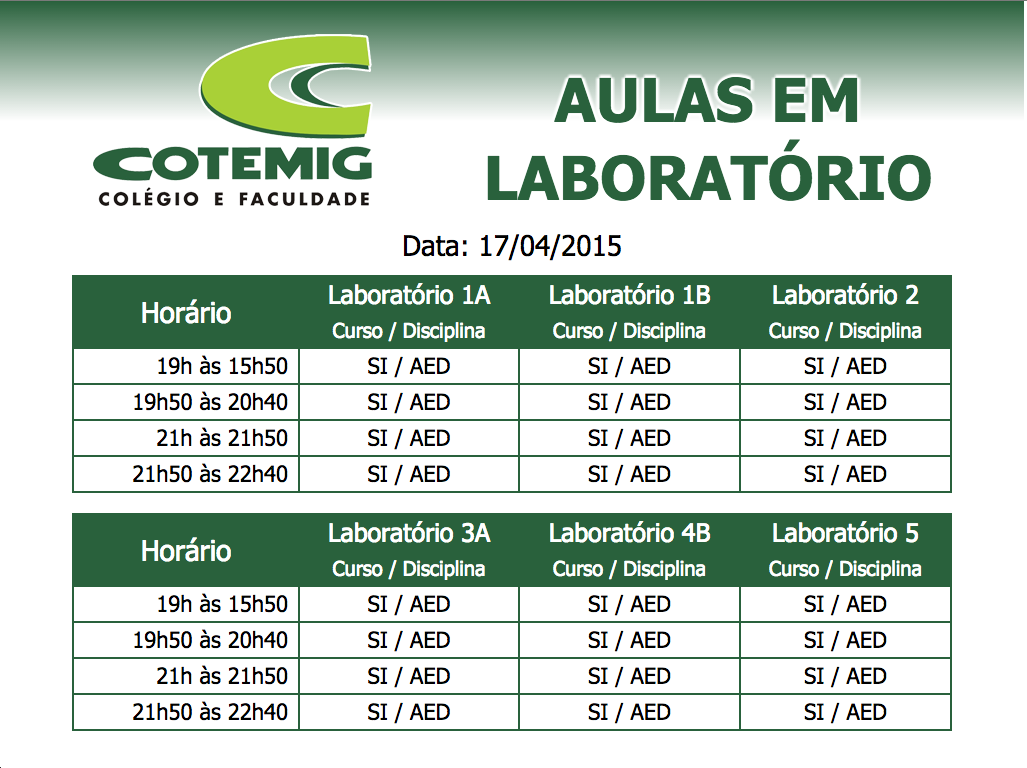 COTEMIG
COLÉGIO E FACULDADE
AULAS EM
LABORATÓRIO
Data: 17/04/2015
Horário Laboratório 1A Laboratório 1B Laboratório 2
Curso / Disciplina Curso / Disciplina Curso / Disciplina
19h às 15h50 SI / AED SI / AED SI / AED
19h50 às 20h40 SI / AED SI / AED SI / AED
21h às 21h50 SI / AED SI / AED SI / AED
21h50 às 22h40 SI / AED SI / AED SI / AED
Horário Laboratório 3A Laboratório 4B Laboratório 5
Curso / Disciplina Curso / Disciplina Curso / Disciplina
19h às 15h50 SI / AED SI / AED SI / AED
19h50 às 20h40 SI / AED SI / AED SI / AED
21h às 21h50 SI / AED SI / AED SI / AED
21h50 às 22h40 SI / AED SI / AED SI / AED